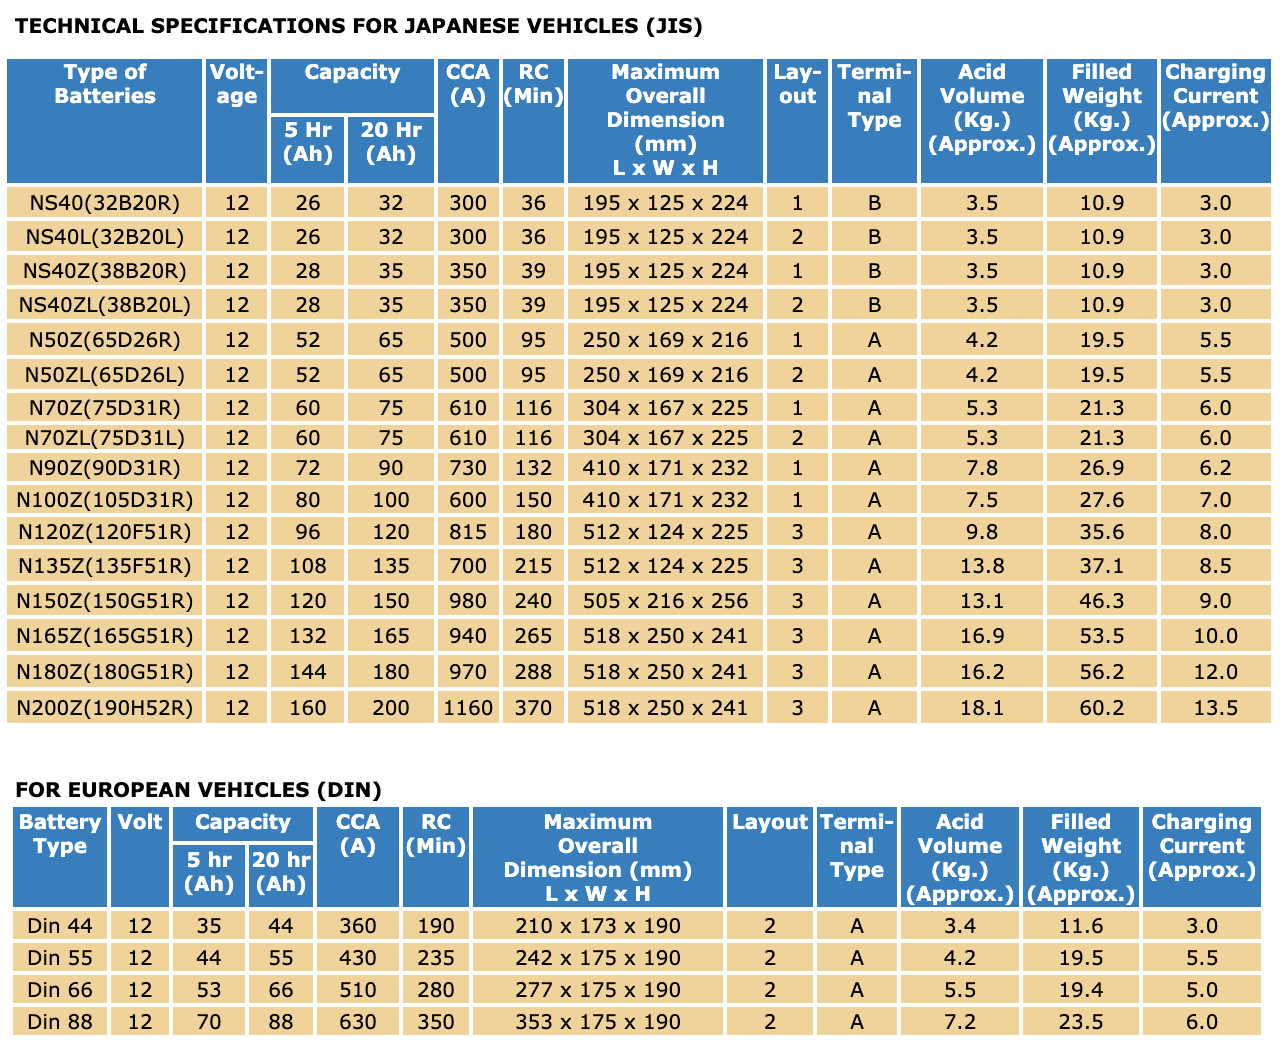 TECHNICAL SPECIFICATIONS FOR JAPANESE VEHICLES (JIS)
Type of Batteries Volt-age Capacity CCA (A) RC (Min) Maximum Overall Dimension (mm) L x W x H Lay-out Termi-nal Type Acid Volume (Kg.) (Approx.) Filled Weight (Kg.) (Approx.) Charging Current (Approx.)
5 Hr (Ah) 20 Hr (Ah)
NS40(32B20R) 12 26 32 300 36 195 x 125 x 224 1 B 3.5 10.9 3.0
NS40L(32B20L) 12 26 32 300 36 195 x 125 x 224 2 B 3.5 10.9 3.0
NS40Z(38B20R) 12 28 35 350 39 195 x 125 x 224 1 B 3.5 10.9 3.0
NS40ZL(38B20L) 12 28 35 350 39 195 x 125 x 224 2 B 3.5 10.9 3.0
N50Z(65D26R) 12 52 65 500 95 250 x 169 x 216 1 A 4.2 19.5 5.5
N50ZL(65D26L) 12 52 65 500 95 250 x 169 x 216 2 A 4.2 19.5 5.5
N70Z(75D31R) 12 60 75 610 116 304 x 167 x 225 1 A 5.3 21.3 6.0
N70ZL(75D31L) 12 60 75 610 116 304 x 167 x 225 2 A 5.3 21.3 6.0
N90Z(90D31R) 12 72 90 730 132 410 x 171 x 232 1 A 7.8 26.9 6.2
N100Z(105D31R) 12 80 100 600 150 410 x 171 x 232 1 A 7.5 27.6 7.0
N120Z(120F51R) 12 96 120 815 180 512 x 124 x 225 3 A 9.8 35.6 8.0
N135Z(135F51R) 12 108 135 700 215 512 x 124 x 225 3 A 13.8 37.1 8.5
N150Z(150G51R) 12 120 150 980 240 505 x 216 x 256 3 A 13.1 46.3 9.0
N165Z(165G51R) 12 132 165 940 265 518 x 250 x 241 3 A 16.9 53.5 10.0
N180Z(180G51R) 12 144 180 970 288 518 x 250 x 241 3 A 16.2 56.2 12.0
N200Z(190H52R) 12 160 200 1160 370 518 x 250 x 241 3 A 18.1 60.2 13.5
FOR EUROPEAN VEHICLES (DIN)
Battery Type Volt Capacity CCA (A) RC (Min) Maximum Overall Dimension (mm) L x W x H Layout Termi-nal Type Acid Volume (Kg.) (Approx.) Filled Weight (Kg.) (Approx.) Charging Current (Approx.)
5 hr (Ah) 20 hr (Ah)
Din 44 12 35 44 360 190 210 x 173 x 190 2 A 3.4 11.6 3.0
Din 55 12 44 55 430 235 242 x 175 x 190 2 A 4.2 19.5 5.5
Din 66 12 53 66 510 280 277 x 175 x 190 2 A 5.5 19.4 5.0
Din 88 12 70 88 630 350 353 x 175 x 190 2 A 7.2 23.5 6.0